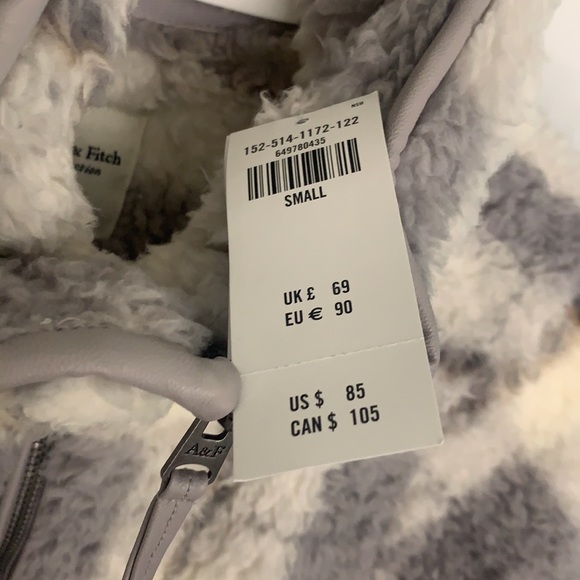 & Fitch
152-514-1172-122
649780435
SMALL
UK £ 69
EU € 90
US $ 85
CAN $ 105
A&F